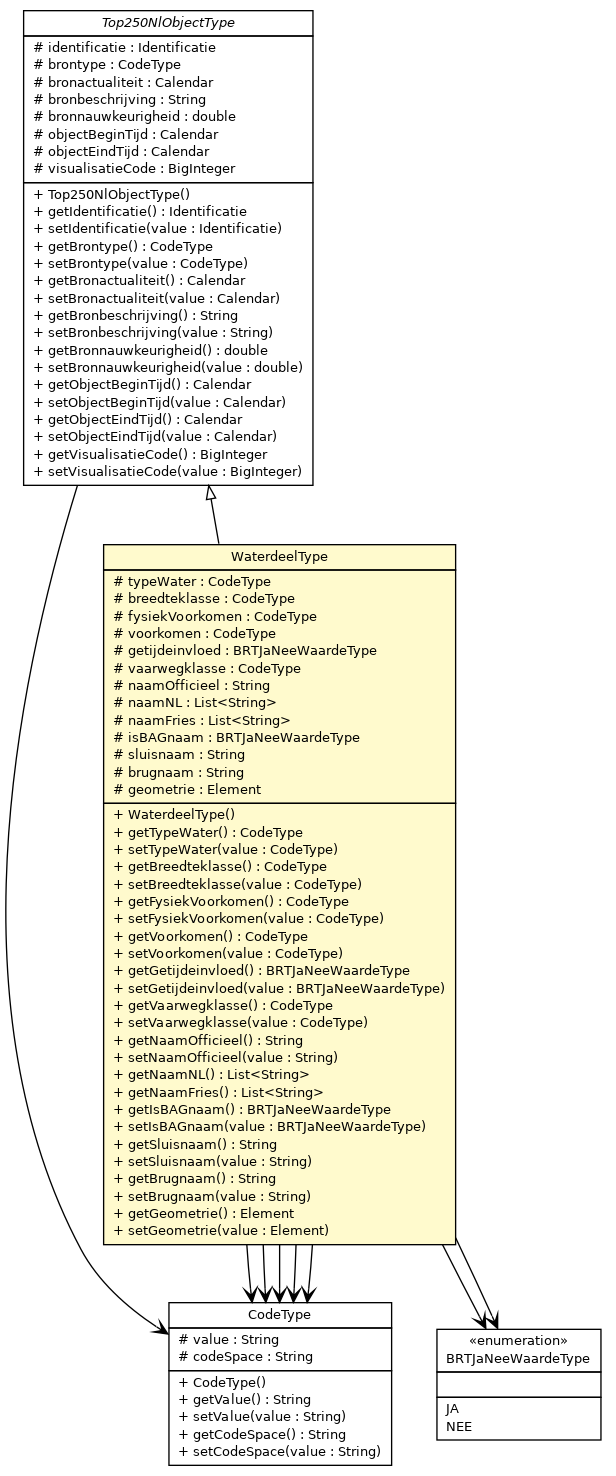 Top250NlObjectType
# identificatie : Identificatie
# brontype : CodeType
# bronactualiteit : Calendar
# bronbeschrijving : String
# bronnauwkeurigheid : double
# objectBeginTijd : Calendar
# objectEindTijd : Calendar
# visualisatieCode : BigInteger
+ Top250NlObjectType()
+ getIdentificatie() : Identificatie
+ setIdentificatie(value : Identificatie)
+ getBrontype() : CodeType
+ setBrontype(value : CodeType)
+ getBronactualiteit() : Calendar
+ setBronactualiteit(value : Calendar)
+ getBronbeschrijving() : String
+ setBronbeschrijving(value : String)
+ getBronnauwkeurigheid() : double
+ setBronnauwkeurigheid(value : double)
+ getObjectBeginTijd() : Calendar
+ setObjectBeginTijd(value : Calendar)
+ getObjectEindTijd() : Calendar
+ setObjectEindTijd(value : Calendar)
+ getVisualisatieCode() : BigInteger
+ setVisualisatieCode(value : BigInteger)
WaterdeelType
# typeWater : CodeType
# breedteklasse : CodeType
# fysiekVoorkomen : CodeType
# voorkomen : CodeType
# getijdeinvloed : BRTJaNeeWaardeType
# vaarwegklasse : CodeType
# naamOfficieel : String
# naamNL : List<String>
# naamFries : List<String>
# isBAGnaam : BRTJaNeeWaardeType
# sluisnaam : String
# brugnaam : String
# geometrie : Element
+ WaterdeelType()
+ getTypeWater() : CodeType
+ setTypeWater(value : CodeType)
+ getBreedteklasse() : CodeType
+ setBreedteklasse(value : CodeType)
+ getFysiekVoorkomen() : CodeType
+ setFysiekVoorkomen(value : CodeType)
+ getVoorkomen() : CodeType
+ setVoorkomen(value : CodeType)
+ getGetijdeinvloed() : BRTJaNeeWaardeType
+ setGetijdeinvloed(value : BRTJaNeeWaardeType)
+ getVaarwegklasse() : CodeType
+ setVaarwegklasse(value : CodeType)
+ getNaamOfficieel() : String
+ setNaamOfficieel(value : String)
+ getNaamNL() : List<String>
+ getNaamFries() : List<String>
+ getIsBAGnaam() : BRTJaNeeWaardeType
+ setIsBAGnaam(value : BRTJaNeeWaardeType)
+ getSluisnaam() : String
+ setSluisnaam(value : String)
+ getBrugnaam() : String
+ setBrugnaam(value : String)
+ getGeometrie() : Element
+ setGeometrie(value : Element)
CodeType
# value : String
# codeSpace : String
+ CodeType()
+ getValue() : String
+ setValue(value : String)
+ getCodeSpace() : String
+ setCodeSpace(value : String)
«enumeration»
BRTJaNeeWaardeType
JA
NEE